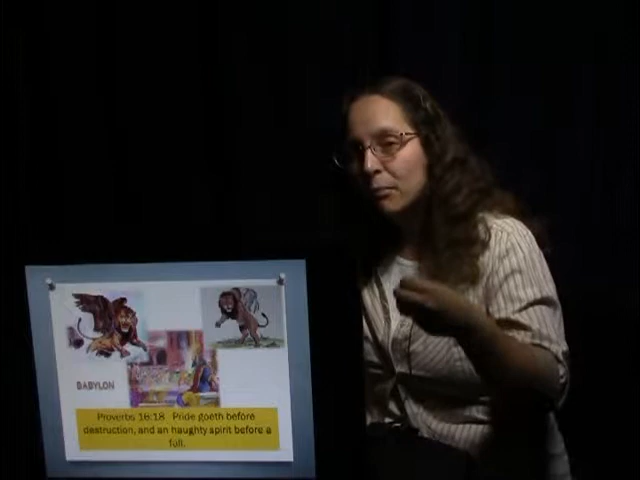 BABYLON
Proverbs 16:18 Pride goeth before
destruction, and an haughty spirit before a
fall.